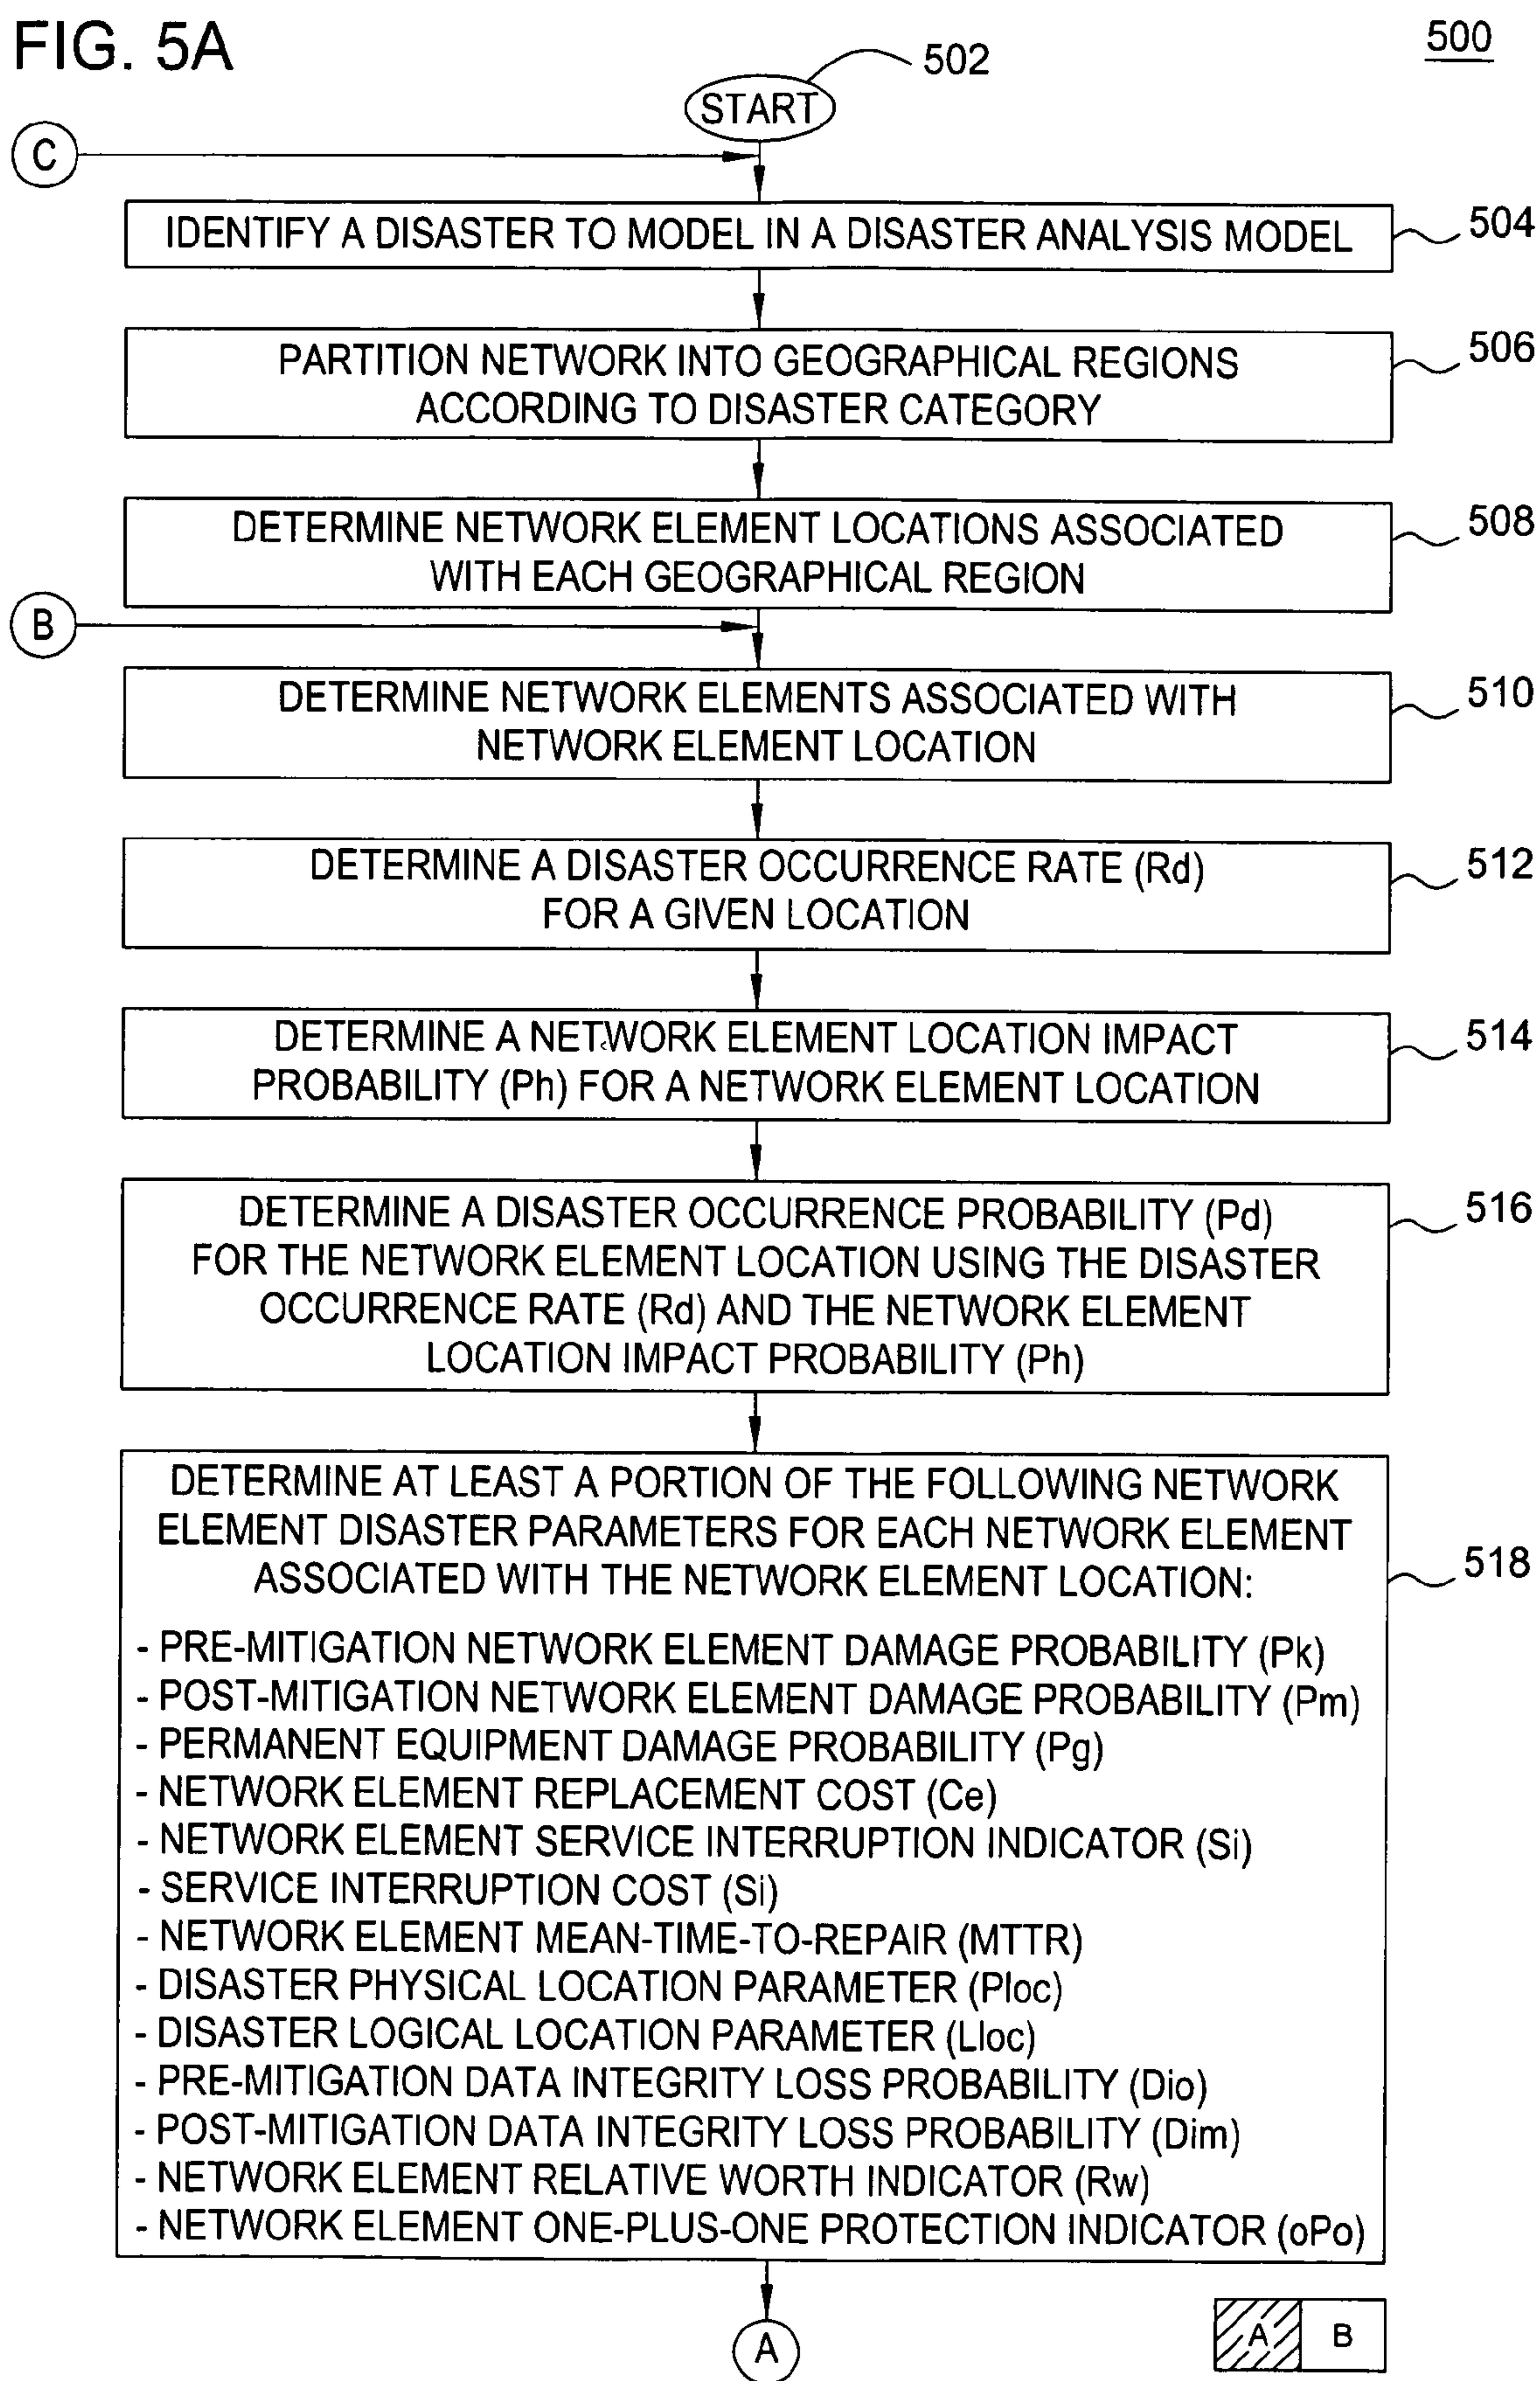 FIG. 5A
500
502
START
C
IDENTIFY A DISASTER TO MODEL IN A DISASTER ANALYSIS MODEL
504
PARTITION NETWORK INTO GEOGRAPHICAL REGIONS
ACCORDING TO DISASTER CATEGORY
506
DETERMINE NETWORK ELEMENT LOCATIONS ASSOCIATED
WITH EACH GEOGRAPHICAL REGION
508
B
DETERMINE NETWORK ELEMENTS ASSOCIATED WITH
NETWORK ELEMENT LOCATION
510
DETERMINE A DISASTER OCCURRENCE RATE (Rd)
FOR A GIVEN LOCATION
512
DETERMINE A NETWORK ELEMENT LOCATION IMPACT
PROBABILITY (Ph) FOR A NETWORK ELEMENT LOCATION
514
DETERMINE A DISASTER OCCURRENCE PROBABILITY (Pd)
FOR THE NETWORK ELEMENT LOCATION USING THE DISASTER
OCCURRENCE RATE (Rd) AND THE NETWORK ELEMENT
LOCATION IMPACT PROBABILITY (Ph)
516
DETERMINE AT LEAST A PORTION OF THE FOLLOWING NETWORK
ELEMENT DISASTER PARAMETERS FOR EACH NETWORK ELEMENT
ASSOCIATED WITH THE NETWORK ELEMENT LOCATION:
518
- PRE-MITIGATION NETWORK ELEMENT DAMAGE PROBABILITY (Pk)
- POST-MITIGATION NETWORK ELEMENT DAMAGE PROBABILITY (Pm)
- PERMANENT EQUIPMENT DAMAGE PROBABILITY (Pg)
- NETWORK ELEMENT REPLACEMENT COST (Ce)
- NETWORK ELEMENT SERVICE INTERRUPTION INDICATOR (Si)
- SERVICE INTERRUPTION COST (Si)
- NETWORK ELEMENT MEAN-TIME-TO-REPAIR (MTTR)
- DISASTER PHYSICAL LOCATION PARAMETER (Ploc)
- DISASTER LOGICAL LOCATION PARAMETER (Lloc)
- PRE-MITIGATION DATA INTEGRITY LOSS PROBABILITY (Dio)
- POST-MITIGATION DATA INTEGRITY LOSS PROBABILITY (Dim)
- NETWORK ELEMENT RELATIVE WORTH INDICATOR (Rw)
- NETWORK ELEMENT ONE-PLUS-ONE PROTECTION INDICATOR (oPo)
A
A B